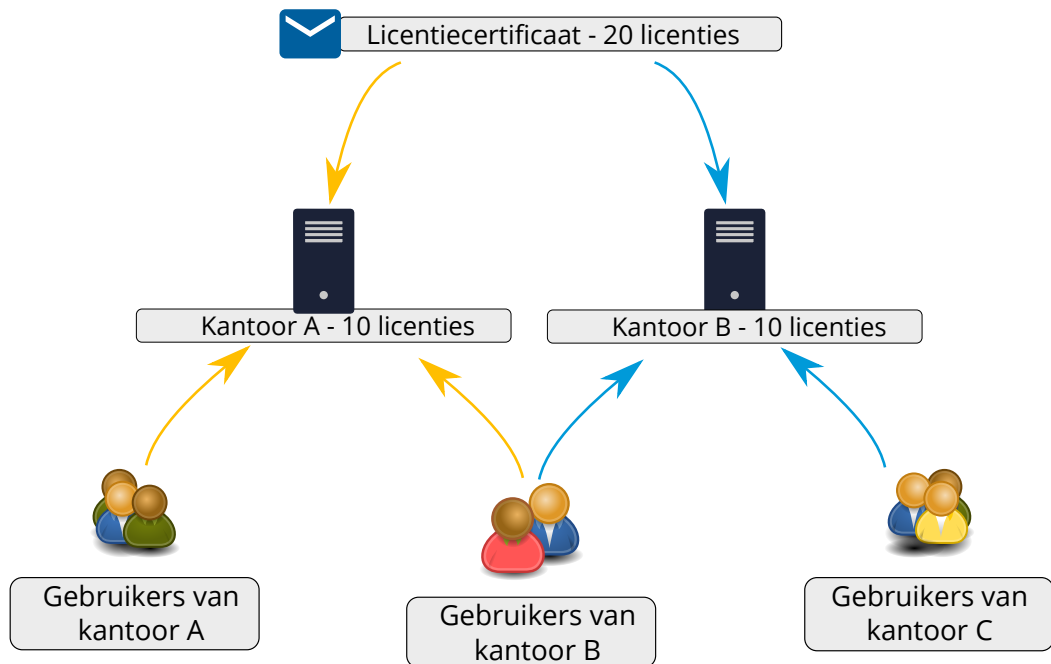 Licentiecertificaat - 20 licenties
Kantoor A - 10 licenties
Kantoor B - 10 licenties
Gebruikers van
kantoor A
Gebruikers van
kantoor B
Gebruikers van
kantoor C